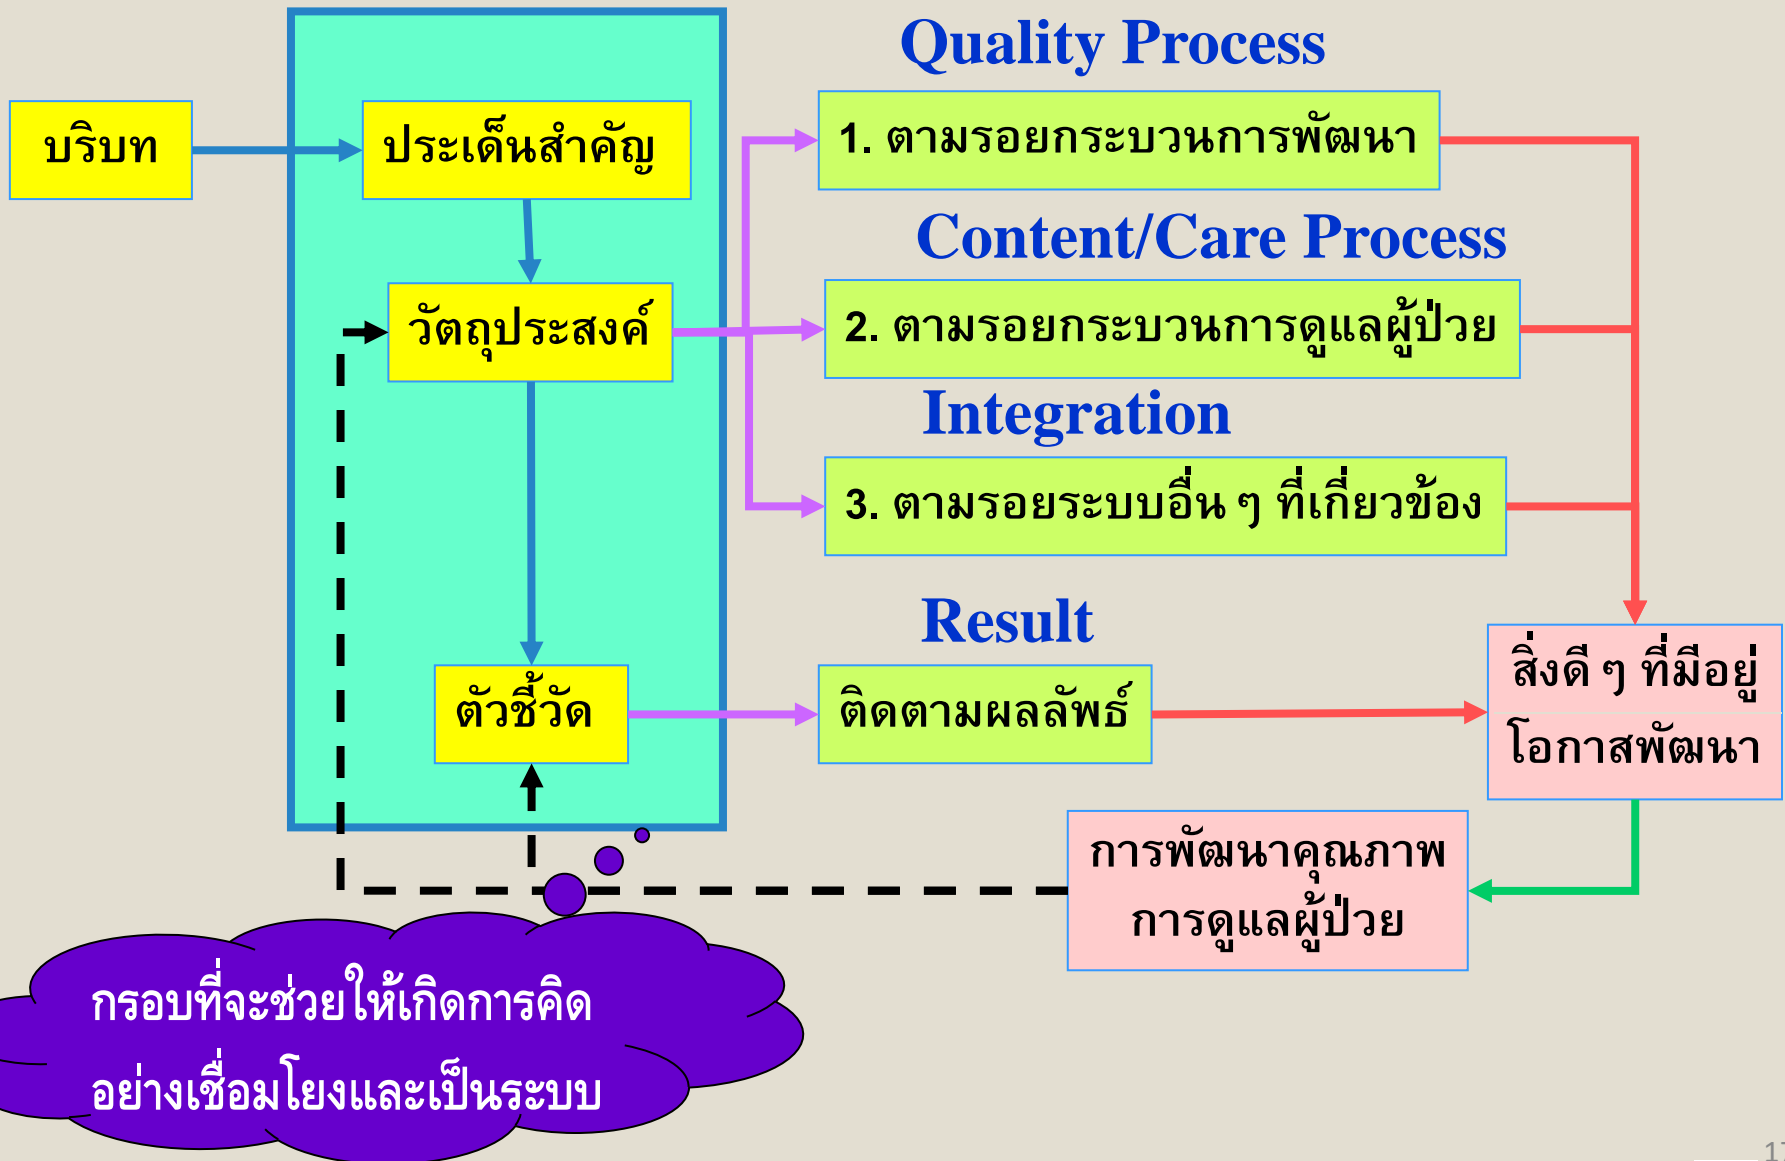 Quality Process
บริบท
ประเด็นสำคัญ
1. ตามรอยกระบวนการพัฒนา
Content/Care Process
วัตถุประสงค์
2. ตามรอยกระบวนการดูแลผู้ป่วย
Integration
3. ตามรอยระบบอื่น ๆ ที่เกี่ยวข้อง
Result
ตัวชี้วัด
ติดตามผลลัพธ์
สิ่งดี ๆ ที่มีอยู่
โอกาสพัฒนา
การพัฒนาคุณภาพ
การดูแลผู้ป่วย
กรอบที่จะช่วยให้เกิดการคิด
อย่างเชื่อมโยงและเป็นระบบ
17